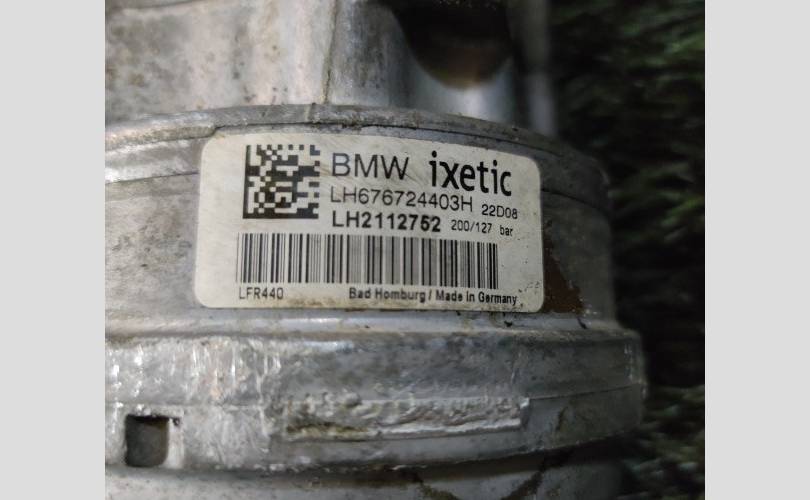 BMW ixetic
LH676724403H 22D08
LH2112752 200/127 bar
LFR440 Bad Homburg / Made in Germany